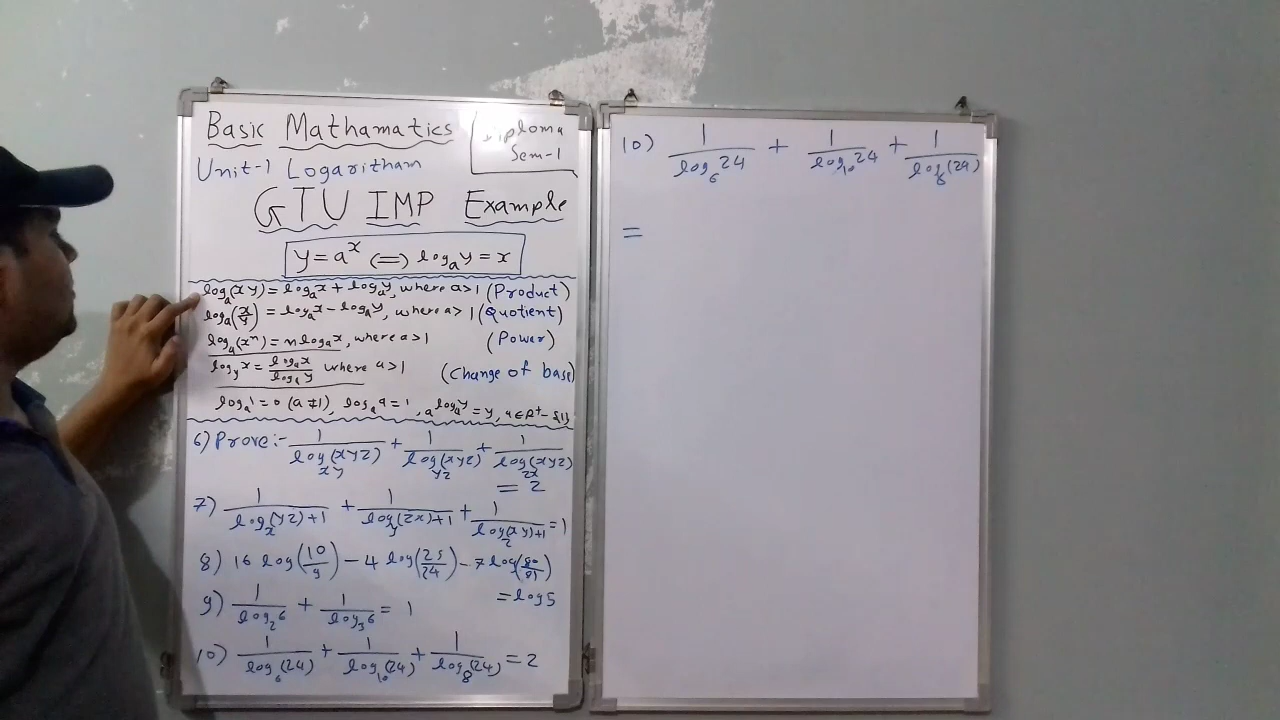 Basic Mathamatics
Diploma
Sem-1
Unit-1 Logaritham
GTU IMP Example
y = a^x ⟺ log_a y = x
log_a(xy) = log_a x + log_a y, where a>1 (Product)
log_a(x/y) = log_a x - log_a y, where a>1 (Quotient)
log_a(x^n) = n log_a x, where a>1 (Power)
log_y x = log_a x / log_a y where a>1 (Change of base)
log_a 1 = 0 (a≠1), log_a a = 1, a^(log_a y) = y, a∈R^+ - {1}
6) Prove:- 1/log_xy(xyz) + 1/log_yz(xyz) + 1/log_zx(xyz)
= 2
7) 1/(log_x(yz)+1) + 1/(log_y(zx)+1) + 1/(log_z(xy)+1) = 1
8) 16 log(10/9) - 4 log(25/24) - 7 log(80/81)
= log 5
9) 1/log_2 6 + 1/log_3 6 = 1
10) 1/log_6(24) + 1/log_10(24) + 1/log_8(24) = 2
10) 1/log_6 24 + 1/log_10 24 + 1/log_8(24)
=